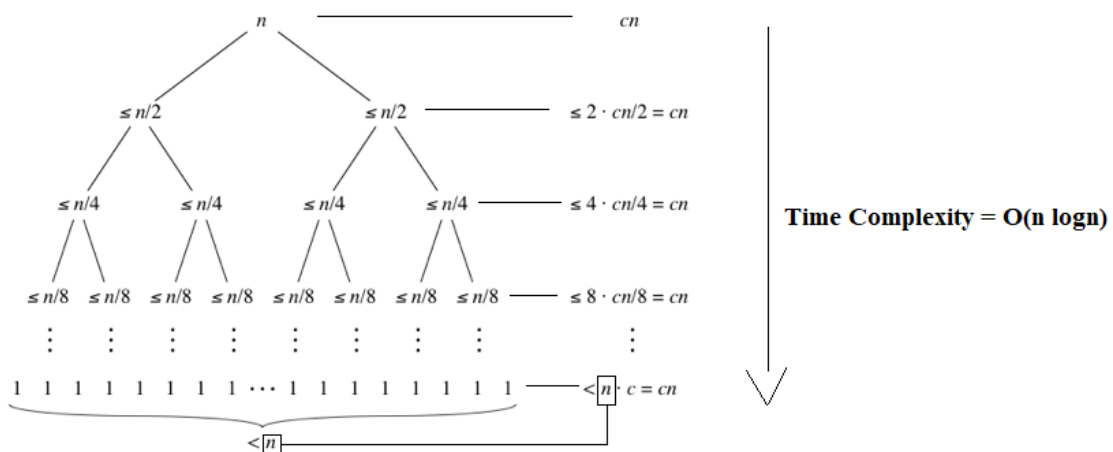 n cn
≤ n/2 ≤ n/2 ≤ 2 · cn/2 = cn
≤ n/4 ≤ n/4 ≤ n/4 ≤ n/4 ≤ 4 · cn/4 = cn
Time Complexity = O(n logn)
≤ n/8 ≤ n/8 ≤ n/8 ≤ n/8 ≤ n/8 ≤ n/8 ≤ n/8 ≤ n/8 ≤ 8 · cn/8 = cn
⋮ ⋮ ⋮ ⋮ ⋮ ⋮ ⋮ ⋮ ⋮
1 1 1 1 1 1 1 1 ··· 1 1 1 1 1 1 1 1 < n · c = cn
< n